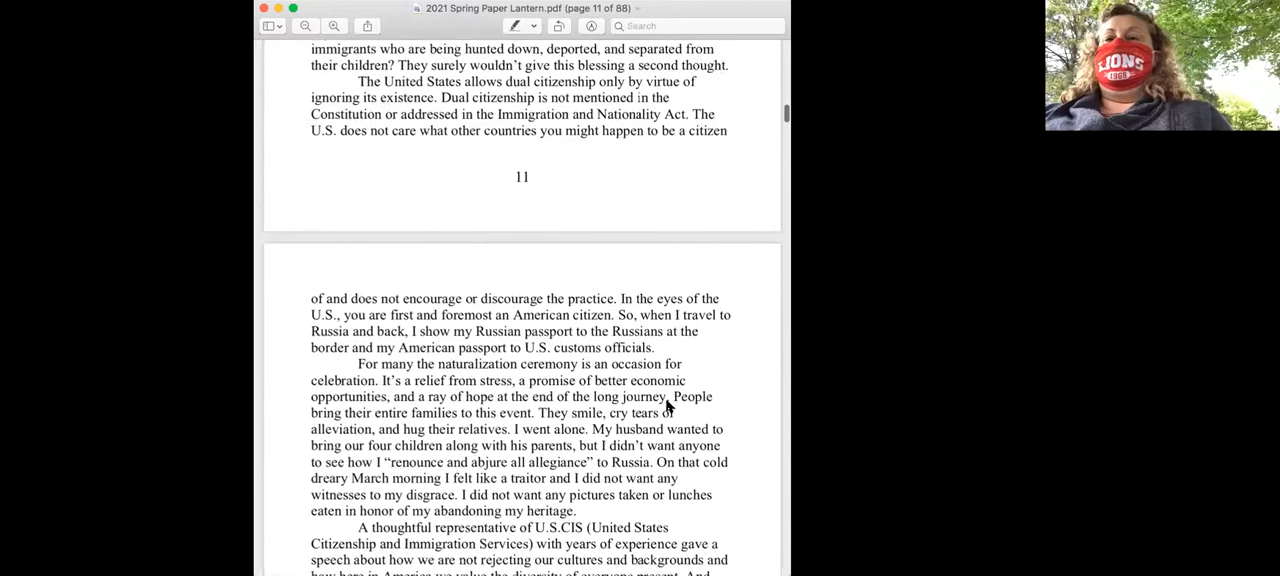 2021 Spring Paper Lantern.pdf (page 11 of 88)
Search
immigrants who are being hunted down, deported, and separated from
their children? They surely wouldn't give this blessing a second thought.
The United States allows dual citizenship only by virtue of
ignoring its existence. Dual citizenship is not mentioned in the
Constitution or addressed in the Immigration and Nationality Act. The
U.S. does not care what other countries you might happen to be a citizen
11
of and does not encourage or discourage the practice. In the eyes of the
U.S., you are first and foremost an American citizen. So, when I travel to
Russia and back, I show my Russian passport to the Russians at the
border and my American passport to U.S. customs officials.
For many the naturalization ceremony is an occasion for
celebration. It's a relief from stress, a promise of better economic
opportunities, and a ray of hope at the end of the long journey. People
bring their entire families to this event. They smile, cry tears of
alleviation, and hug their relatives. I went alone. My husband wanted to
bring our four children along with his parents, but I didn't want anyone
to see how I “renounce and abjure all allegiance” to Russia. On that cold
dreary March morning I felt like a traitor and I did not want any
witnesses to my disgrace. I did not want any pictures taken or lunches
eaten in honor of my abandoning my heritage.
A thoughtful representative of U.S.CIS (United States
Citizenship and Immigration Services) with years of experience gave a
speech about how we are not rejecting our cultures and backgrounds and
how here in America we value the diversity of everyone present. And
LIONS
1968